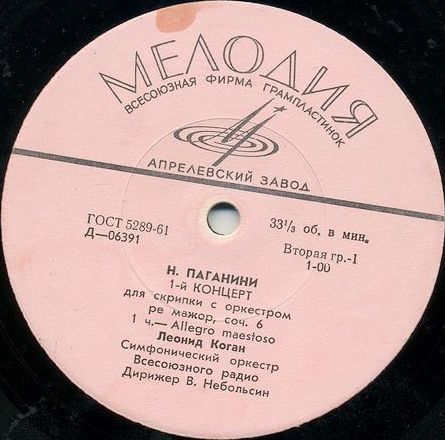 МЕЛОДИЯ
ВСЕСОЮЗНАЯ ФИРМА ГРАМПЛАСТИНОК
АПРЕЛЕВСКИЙ ЗАВОД
ГОСТ 5289-61
Д—06391
33⅓ об. в мин.
Вторая гр.-1
1-00
Н. ПАГАНИНИ
1-й КОНЦЕРТ
для скрипки с оркестром
ре мажор, соч. 6
1 ч.— Allegro maestoso
Леонид Коган
Симфонический оркестр
Всесоюзного радио
Дирижер В. Небольсин